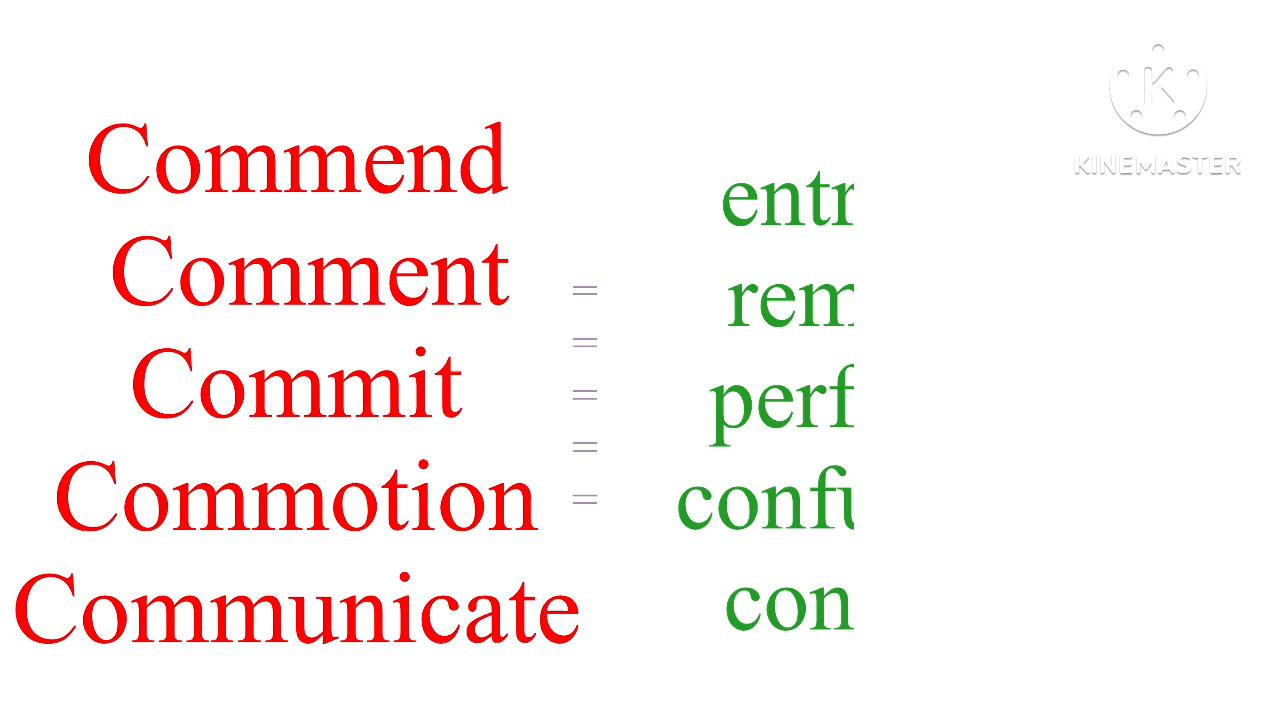 Commend
Comment
Commit
Commotion
Communicate
=
=
=
=
=
entr
rem
perf
confu
con
K
KINEMASTER